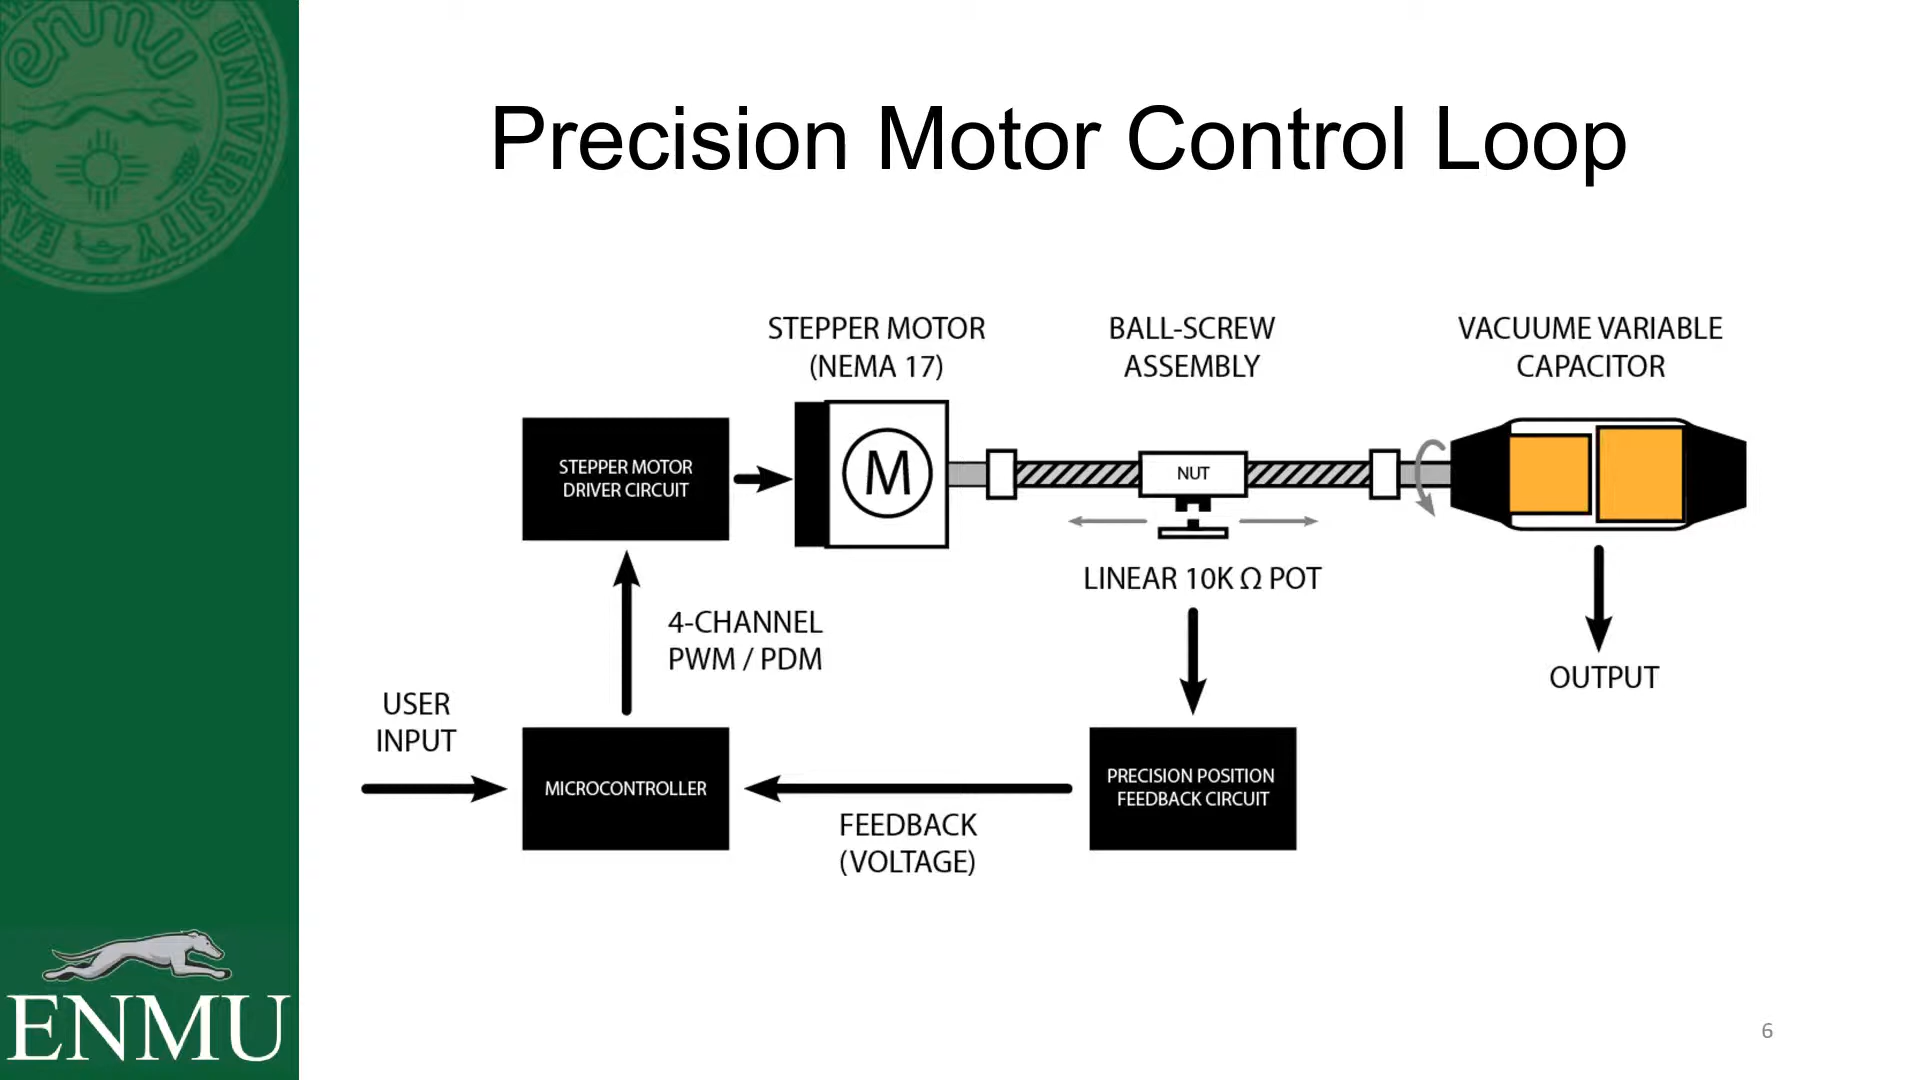 Precision Motor Control Loop
STEPPER MOTOR
(NEMA 17)
BALL-SCREW
ASSEMBLY
VACUUME VARIABLE
CAPACITOR
STEPPER MOTOR
DRIVER CIRCUIT
M
NUT
LINEAR 10K Ω POT
4-CHANNEL
PWM / PDM
OUTPUT
USER
INPUT
MICROCONTROLLER
PRECISION POSITION
FEEDBACK CIRCUIT
FEEDBACK
(VOLTAGE)
UNIVERSITY
ENMU
6